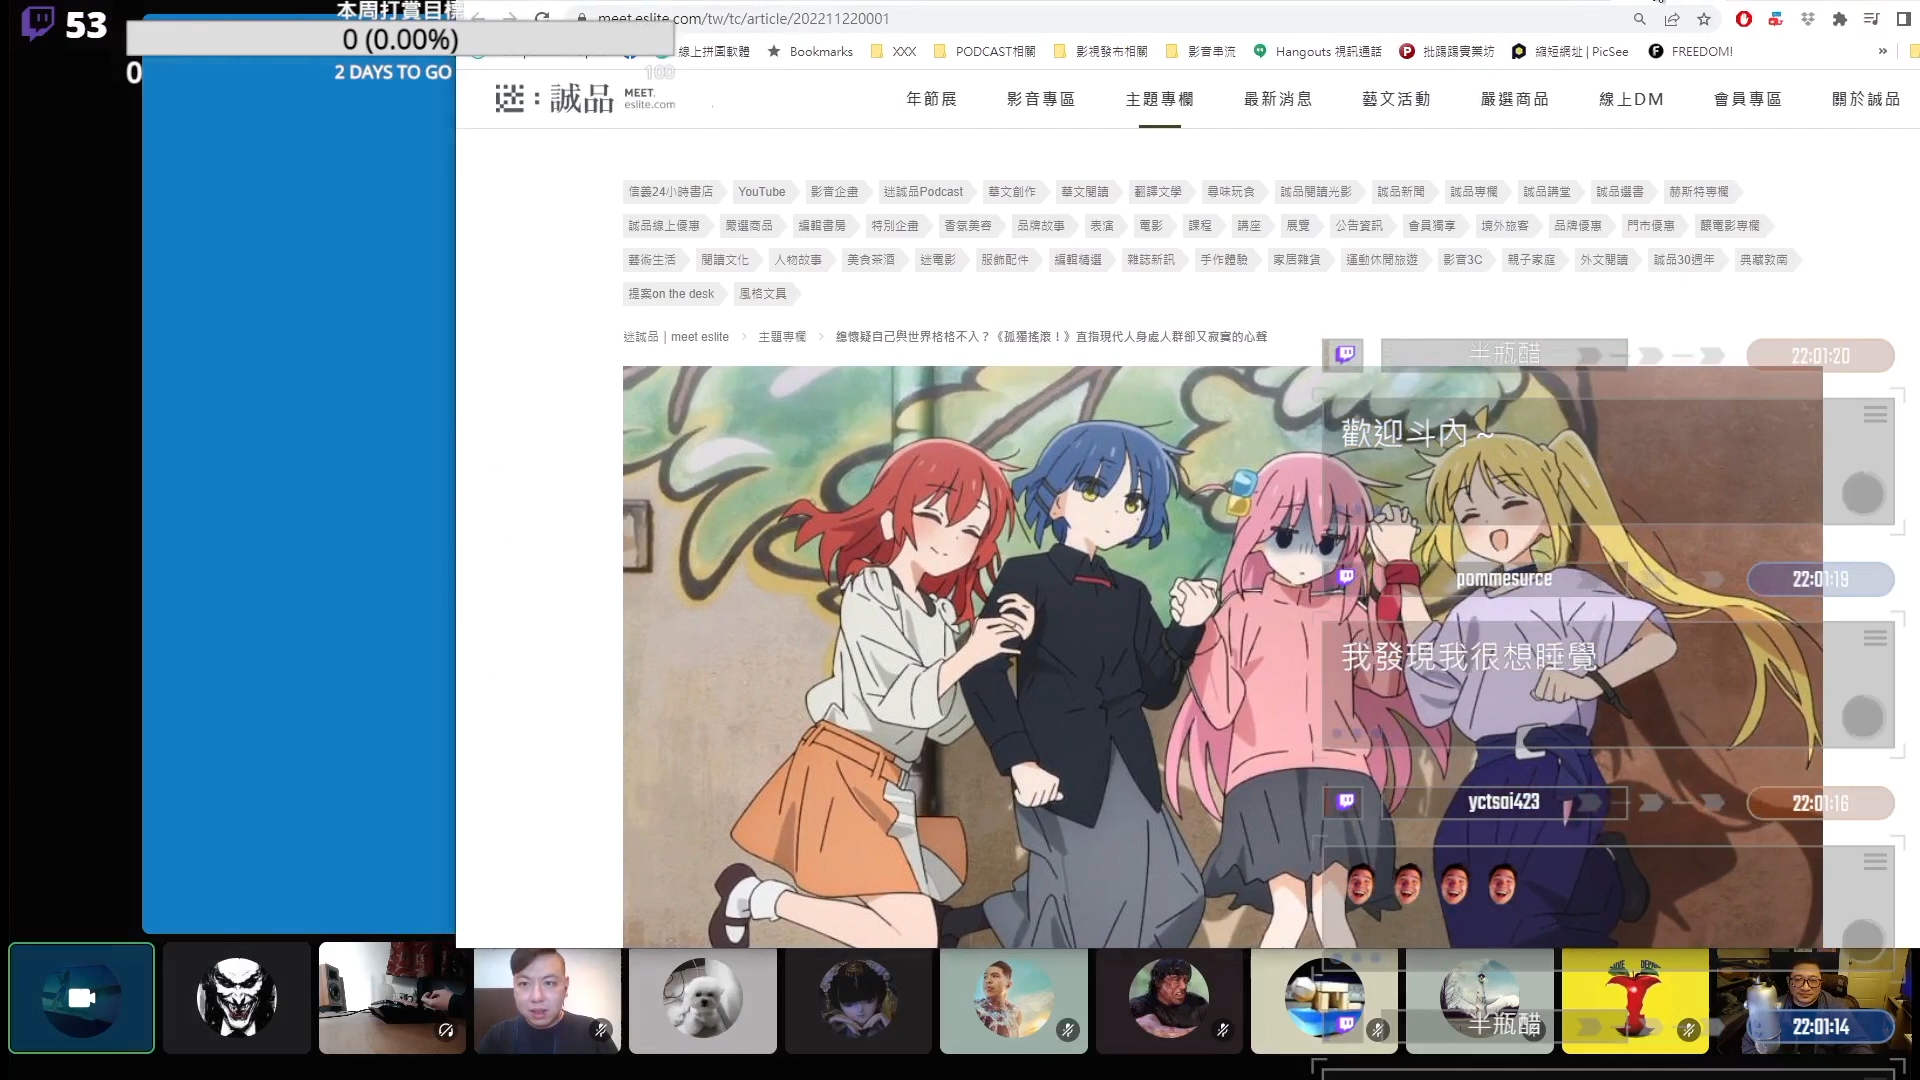 53
本周打賞目標
0 (0.00%)
0
2 DAYS TO GO
100
meet.eslite.com/tw/tc/article/202211220001
線上拼圖軟體
Bookmarks
XXX
PODCAST相關
影視發布相關
影音串流
Hangouts 視訊通話
批踢踢實業坊
縮短網址 | PicSee
FREEDOM!
»
迷：誠品
MEET.
eslite.com
年節展
影音專區
主題專欄
最新消息
藝文活動
嚴選商品
線上DM
會員專區
關於誠品
信義24小時書店 YouTube 影音企畫 迷誠品Podcast 華文創作 華文閱讀 翻譯文學 尋味玩食 誠品閱讀光影 誠品新聞 誠品專欄 誠品講堂 誠品選書 赫斯特專欄
誠品線上優惠 嚴選商品 編輯書房 特別企畫 香氛美容 品牌故事 表演 電影 課程 講座 展覽 公告資訊 會員獨享 境外旅客 品牌優惠 門市優惠 釀電影專欄
藝術生活 閱讀文化 人物故事 美食茶酒 迷電影 服飾配件 編輯精選 雜誌新訊 手作體驗 家居雜貨 運動休閒旅遊 影音3C 親子家庭 外文閱讀 誠品30週年 典藏敦南
提案on the desk 風格文具
迷誠品｜meet eslite
主題專欄
總懷疑自己與世界格格不入？《孤獨搖滾！》直指現代人身處人群卻又寂寞的心聲
半瓶醋
22:01:20
歡迎斗內~
pommesurce
22:01:19
我發現我很想睡覺
yctsai423
22:01:16
半瓶醋
22:01:14